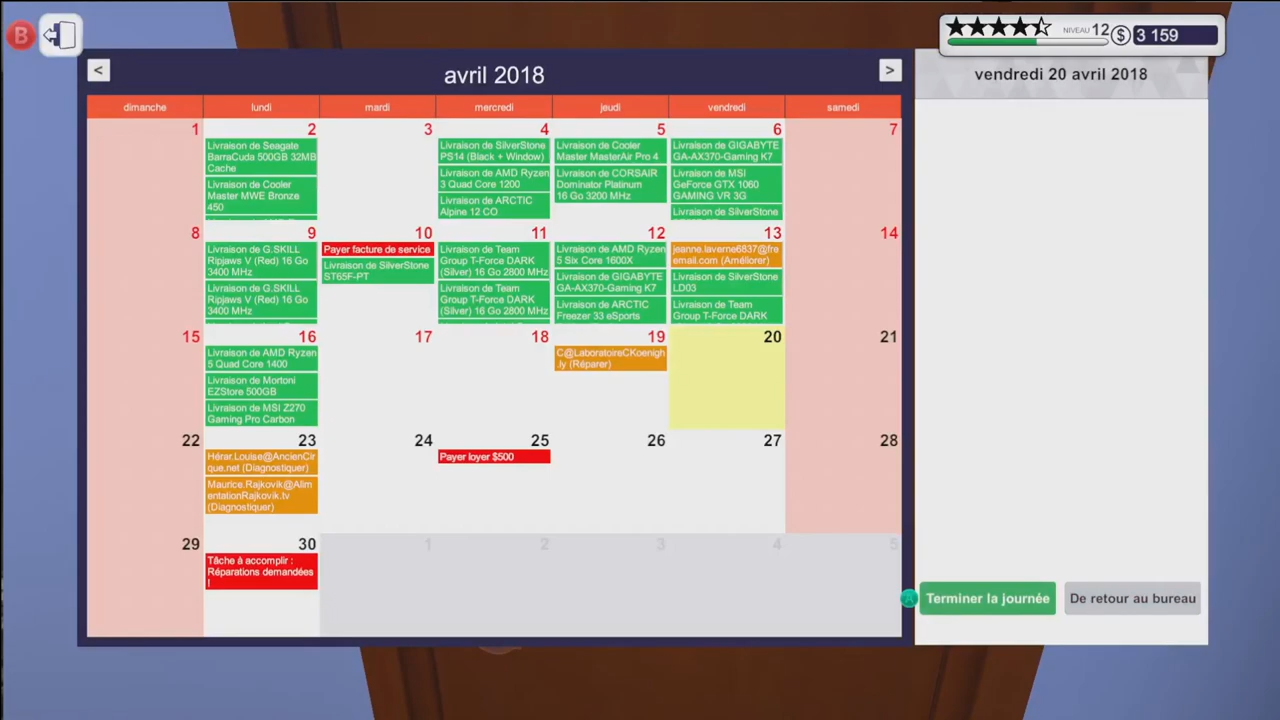 B
NIVEAU 12 $ 3 159
< avril 2018 >
vendredi 20 avril 2018
dimanche lundi mardi mercredi jeudi vendredi samedi
1 2 3 4 5 6 7
Livraison de Seagate
BarraCuda 500GB 32MB
Cache
Livraison de Cooler
Master MWE Bronze
450
Livraison de SilverStone
PS14 (Black + Window)
Livraison de AMD Ryzen
3 Quad Core 1200
Livraison de ARCTIC
Alpine 12 CO
Livraison de Cooler
Master MasterAir Pro 4
Livraison de CORSAIR
Dominator Platinum
16 Go 3200 MHz
Livraison de GIGABYTE
GA-AX370-Gaming K7
Livraison de MSI
GeForce GTX 1060
GAMING VR 3G
Livraison de SilverStone
8 9 10 11 12 13 14
Livraison de G.SKILL
Ripjaws V (Red) 16 Go
3400 MHz
Livraison de G.SKILL
Ripjaws V (Red) 16 Go
3400 MHz
Payer facture de service
Livraison de SilverStone
ST65F-PT
Livraison de Team
Group T-Force DARK
(Silver) 16 Go 2800 MHz
Livraison de Team
Group T-Force DARK
(Silver) 16 Go 2800 MHz
Livraison de AMD Ryzen
5 Six Core 1600X
Livraison de GIGABYTE
GA-AX370-Gaming K7
Livraison de ARCTIC
Freezer 33 eSports
jeanne.laverne6837@fre
email.com (Améliorer)
Livraison de SilverStone
LD03
Livraison de Team
Group T-Force DARK
15 16 17 18 19 20 21
Livraison de AMD Ryzen
5 Quad Core 1400
Livraison de Mortoni
EZStore 500GB
Livraison de MSI Z270
Gaming Pro Carbon
C@LaboratoireCKoenigh
.ly (Réparer)
22 23 24 25 26 27 28
Hérar.Louise@AncienCir
que.net (Diagnostiquer)
Maurice.Rajkovik@Alim
entationRajkovik.tv
(Diagnostiquer)
Payer loyer $500
29 30 1 2 3 4 5
Tâche à accomplir :
Réparations demandées
!
A Terminer la journée De retour au bureau